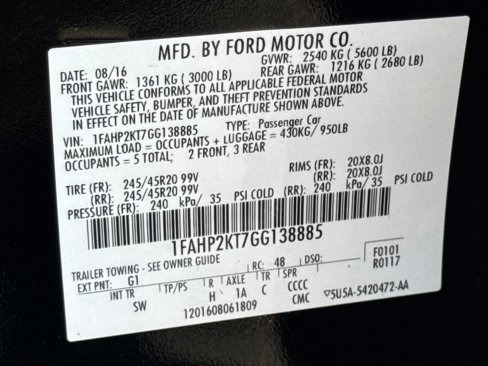 MFD. BY FORD MOTOR CO.
DATE: 08/16 GVWR: 2540 KG (5600 LB)
FRONT GAWR: 1361 KG (3000 LB) REAR GAWR: 1216 KG (2680 LB)
THIS VEHICLE CONFORMS TO ALL APPLICABLE FEDERAL MOTOR
VEHICLE SAFETY, BUMPER, AND THEFT PREVENTION STANDARDS
IN EFFECT ON THE DATE OF MANUFACTURE SHOWN ABOVE.
VIN: 1FAHP2KT7GG138885 TYPE: Passenger Car
MAXIMUM LOAD = OCCUPANTS + LUGGAGE = 430KG/950LB
OCCUPANTS = 5 TOTAL; 2 FRONT, 3 REAR
TIRE (FR): 245/45R20 99V RIMS (FR): 20X8.0J
(RR): 245/45R20 99V (RR): 20X8.0J
PRESSURE (FR): 240 kPa/ 35 PSI COLD (RR): 240 kPa/ 35 PSI COLD
1FAHP2KT7GG138885
TRAILER TOWING - SEE OWNER GUIDE F0101
EXT PNT: G1 RC: 4B DSO: R0117
INT TR TP/PS R AXLE TR SPR
SW H 1A C CCCC
1201608061809 CMC ▽5U5A-5420472-AA